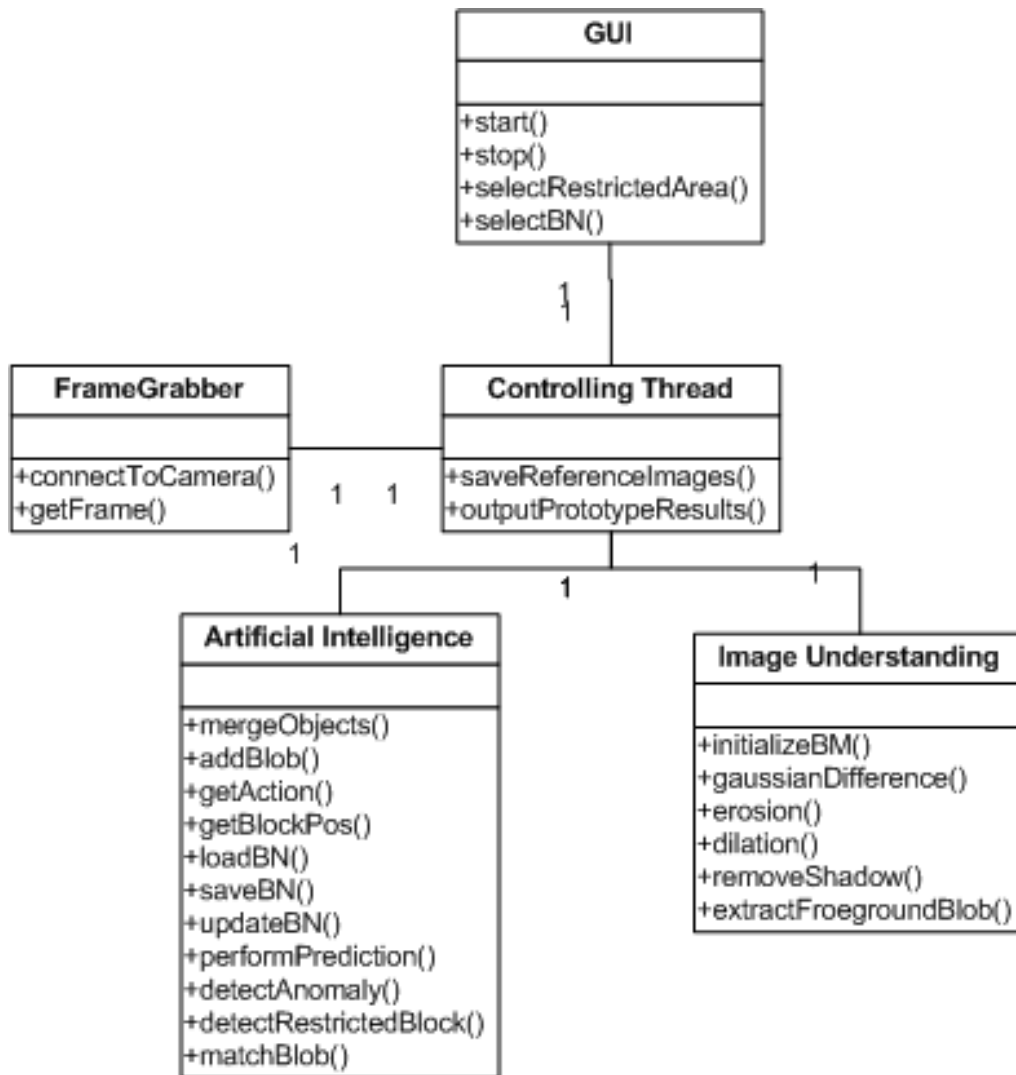 GUI
+start()
+stop()
+selectRestrictedArea()
+selectBN()
1
1
FrameGrabber
+connectToCamera()
+getFrame()
1
1
Controlling Thread
+saveReferenceImages()
+outputPrototypeResults()
1
1
1
Artificial Intelligence
+mergeObjects()
+addBlob()
+getAction()
+getBlockPos()
+loadBN()
+saveBN()
+updateBN()
+performPrediction()
+detectAnomaly()
+detectRestrictedBlock()
+matchBlob()
Image Understanding
+initializeBM()
+gaussianDifference()
+erosion()
+dilation()
+removeShadow()
+extractFroegroundBlob()